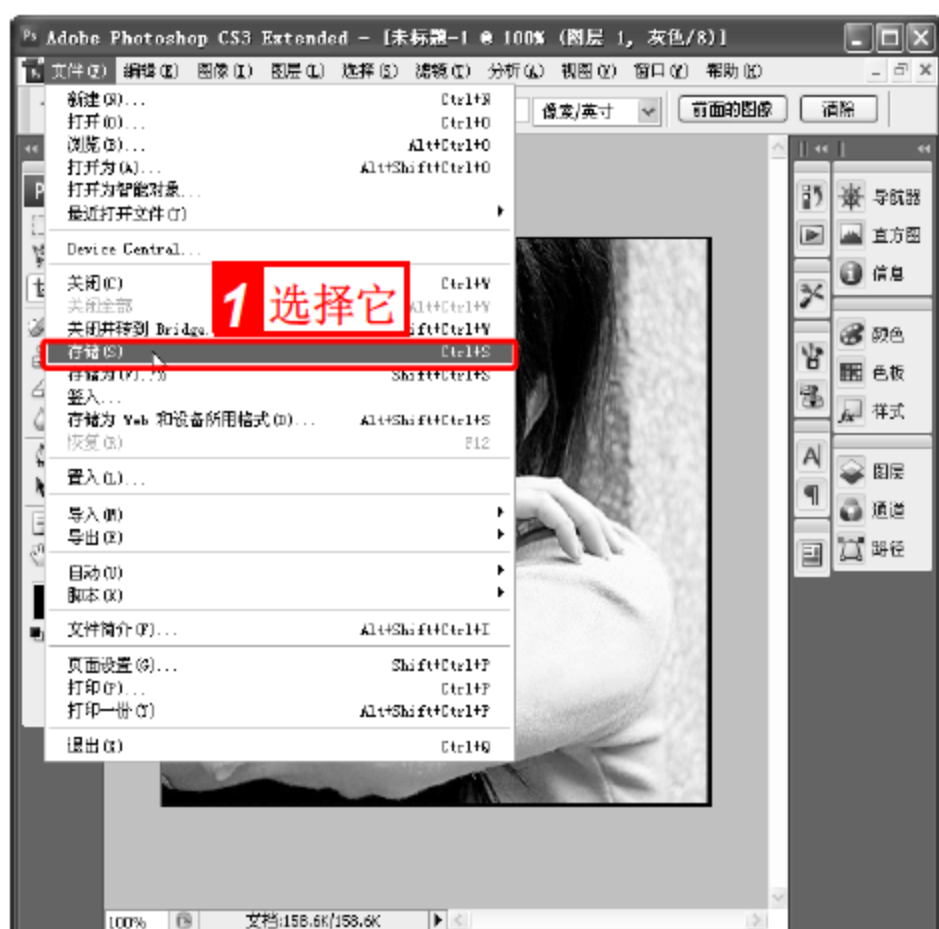 Ps Adobe Photoshop CS3 Extended - [未标题-1 @ 100% (图层 1, 灰色/8)]
文件(F) 编辑(E) 图像(I) 图层(L) 选择(S) 滤镜(T) 分析(A) 视图(V) 窗口(W) 帮助(H)
像素/英寸 前面的图像 清除
新建(N)... Ctrl+N
打开(O)... Ctrl+O
浏览(B)... Alt+Ctrl+O
打开为(A)... Alt+Shift+Ctrl+O
打开为智能对象...
最近打开文件(T)
Device Central...
关闭(C) Ctrl+W
关闭全部 Alt+Ctrl+W
关闭并转到 Bridge... Shift+Ctrl+W
1 选择它
存储(S) Ctrl+S
存储为(V)... Shift+Ctrl+S
签入...
存储为 Web 和设备所用格式(D)... Alt+Shift+Ctrl+S
恢复(R) F12
置入(L)...
导入(M)
导出(E)
自动(U)
脚本(K)
文件简介(F)... Alt+Shift+Ctrl+I
页面设置(G)... Shift+Ctrl+P
打印(P)... Ctrl+P
打印一份(Y) Alt+Shift+Ctrl+P
退出(X) Ctrl+Q
导航器
直方图
信息
颜色
色板
样式
图层
通道
路径
100% 文档:158.6K/158.6K